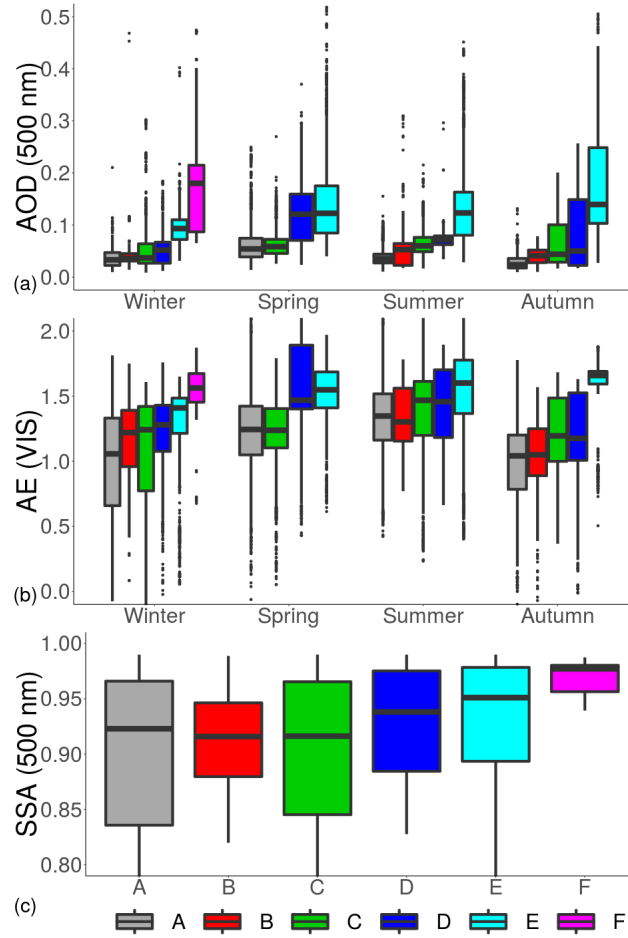 0.5
0.4
0.3
0.2
0.1
0.0
AOD (500 nm)
(a)
Winter Spring Summer Autumn
2.0
1.5
1.0
0.5
0.0
AE (VIS)
(b)
Winter Spring Summer Autumn
1.00
0.95
0.90
0.85
0.80
SSA (500 nm)
A B C D E F
(c)
A B C D E F